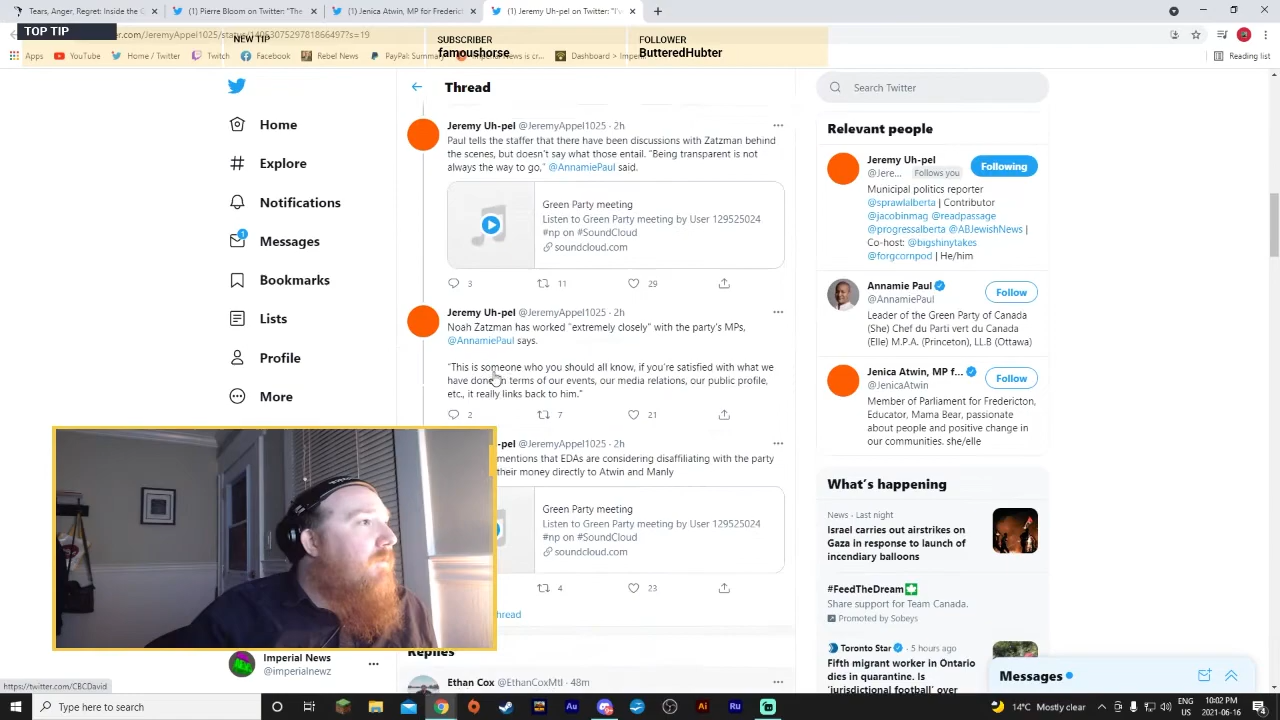 Tears, Anger, Regret: Inside the C
(1) Pierre Bloom on Twitter: "The
(1) Jenica Atwin, MP for Frederict
(1) Jeremy Uh-pel on Twitter: "I'v
TOP TIP
er.com/JeremyAppel1025/status/1405307529781866497?s=19
NEW TIP
SUBSCRIBER
famoushorse
FOLLOWER
ButteredHubter
Apps
YouTube
Home / Twitter
Twitch
Facebook
Rebel News
PayPal: Summary
Imperial News is cr...
Dashboard > Imperi
Reading list
Thread
Search Twitter
Home
Explore
Notifications
1
Messages
Bookmarks
Lists
Profile
More
Jeremy Uh-pel @JeremyAppel1025 · 2h
Paul tells the staffer that there have been discussions with Zatzman behind
the scenes, but doesn't say what those entail. "Being transparent is not
always the way to go," @AnnamiePaul said.
Green Party meeting
Listen to Green Party meeting by User 129525024
#np on #SoundCloud
soundcloud.com
3 11 29
Jeremy Uh-pel @JeremyAppel1025 · 2h
Noah Zatzman has worked "extremely closely" with the party's MPs,
@AnnamiePaul says.
"This is someone who you should all know, if you're satisfied with what we
have done in terms of our events, our media relations, our public profile,
etc., it really links back to him."
2 7 21
-pel @JeremyAppel1025 · 2h
mentions that EDAs are considering disaffiliating with the party
their money directly to Atwin and Manly
Green Party meeting
Listen to Green Party meeting by User 129525024
#np on #SoundCloud
soundcloud.com
4 23
hread
Replies
Ethan Cox @EthanCoxMtl · 48m
Relevant people
Jeremy Uh-pel
@Jere... Follows you
Following
Municipal politics reporter
@sprawlalberta | Contributor
@jacobinmag @readpassage
@progressalberta @ABJewishNews |
Co-host: @bigshinytakes
@forgcornpod | He/him
Annamie Paul
@AnnamiePaul
Follow
Leader of the Green Party of Canada
(She) Chef du Parti vert du Canada
(Elle) M.P.A. (Princeton), LL.B (Ottawa)
Jenica Atwin, MP f...
@JenicaAtwin
Follow
Member of Parliament for Fredericton,
Educator, Mama Bear, passionate
about people and positive change in
our communities. she/elle
What's happening
News · Last night
Israel carries out airstrikes on
Gaza in response to launch of
incendiary balloons
#FeedTheDream
Share support for Team Canada.
Promoted by Sobeys
Toronto Star · 5 hours ago
Fifth migrant worker in Ontario
dies in quarantine. Is
'jurisdictional football' over
Messages
Imperial News
@imperialnewz
https://twitter.com/CBCDavid
Type here to search
14°C Mostly clear
ENG
US
10:02 PM
2021-06-16
4